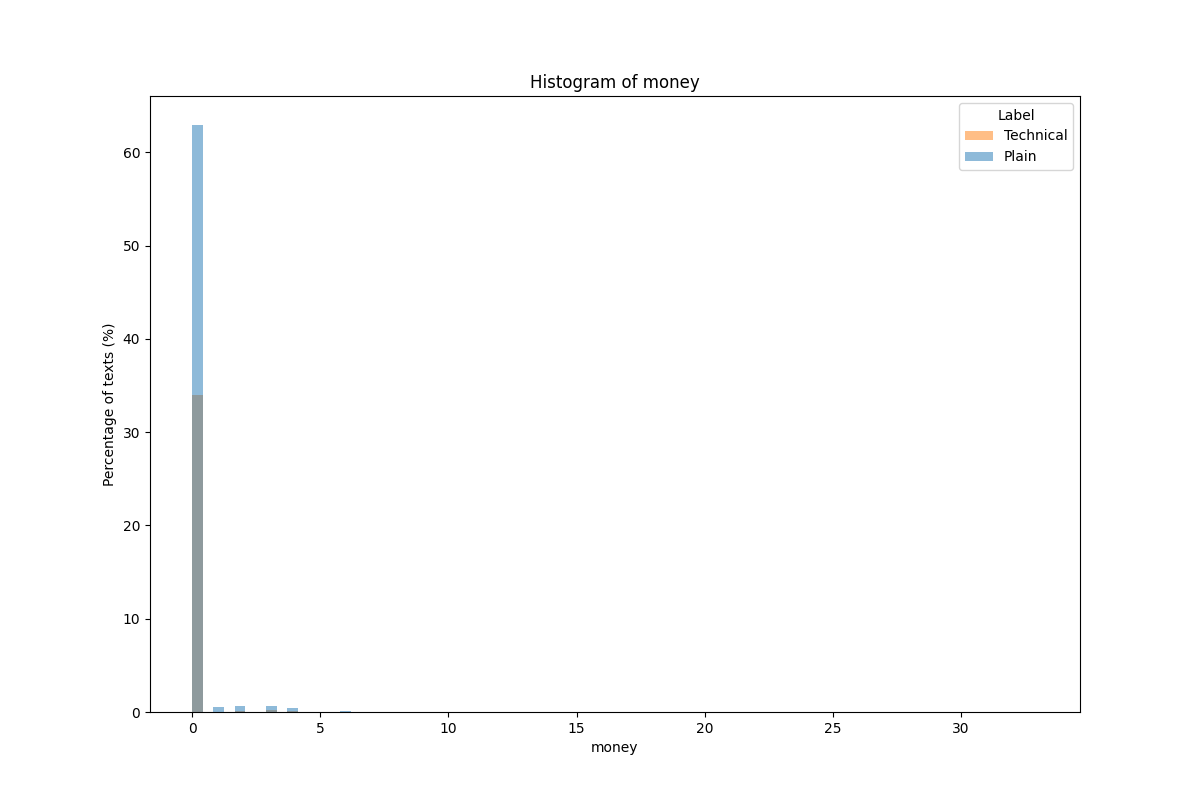 Histogram of money
Label
Technical
Plain
Percentage of texts (%)
60
50
40
30
20
10
0
0 5 10 15 20 25 30
money